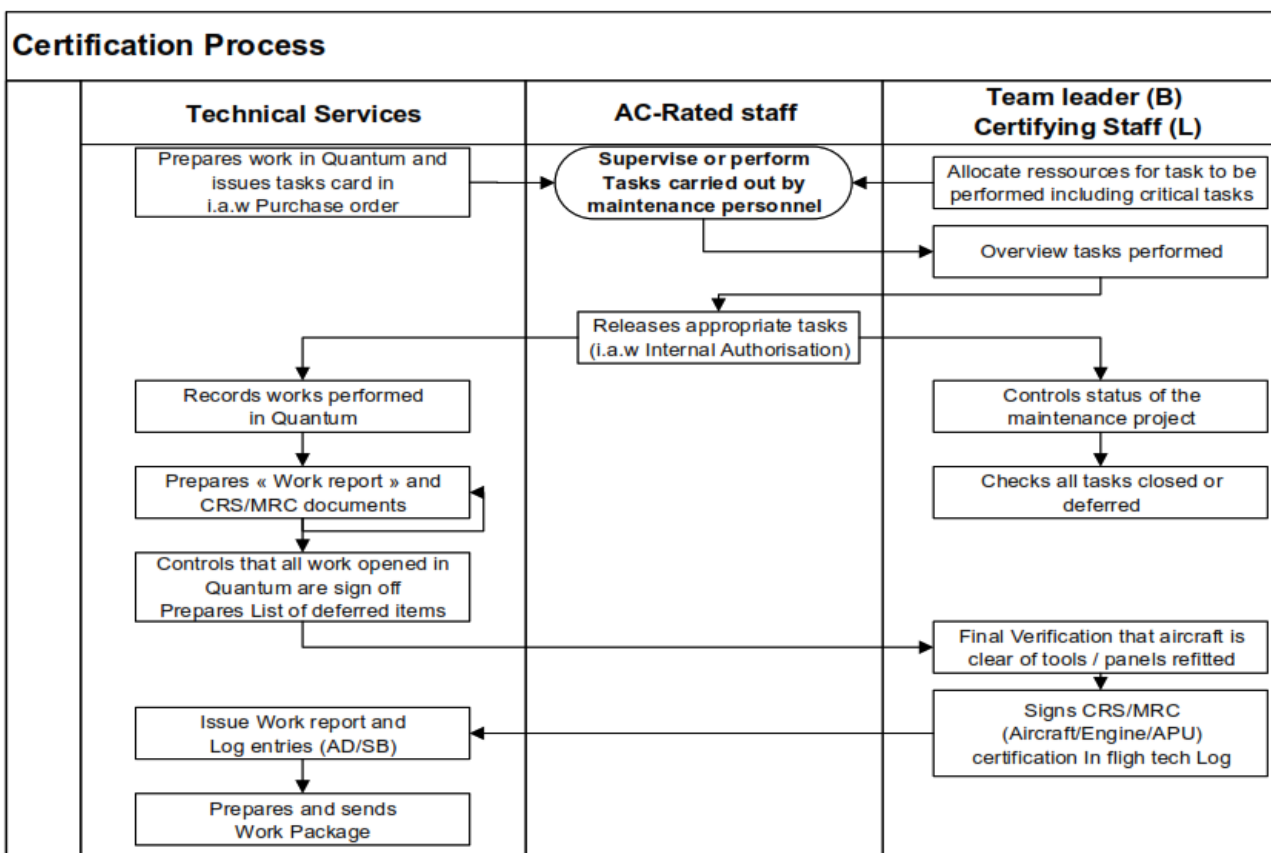 Certification Process
Technical Services
AC-Rated staff
Team leader (B)
Certifying Staff (L)
Prepares work in Quantum and
issues tasks card in
i.a.w Purchase order
Supervise or perform
Tasks carried out by
maintenance personnel
Allocate ressources for task to be
performed including critical tasks
Overview tasks performed
Releases appropriate tasks
(i.a.w Internal Authorisation)
Records works performed
in Quantum
Controls status of the
maintenance project
Prepares « Work report » and
CRS/MRC documents
Checks all tasks closed or
deferred
Controls that all work opened in
Quantum are sign off
Prepares List of deferred items
Final Verification that aircraft is
clear of tools / panels refitted
Issue Work report and
Log entries (AD/SB)
Signs CRS/MRC
(Aircraft/Engine/APU)
certification In fligh tech Log
Prepares and sends
Work Package